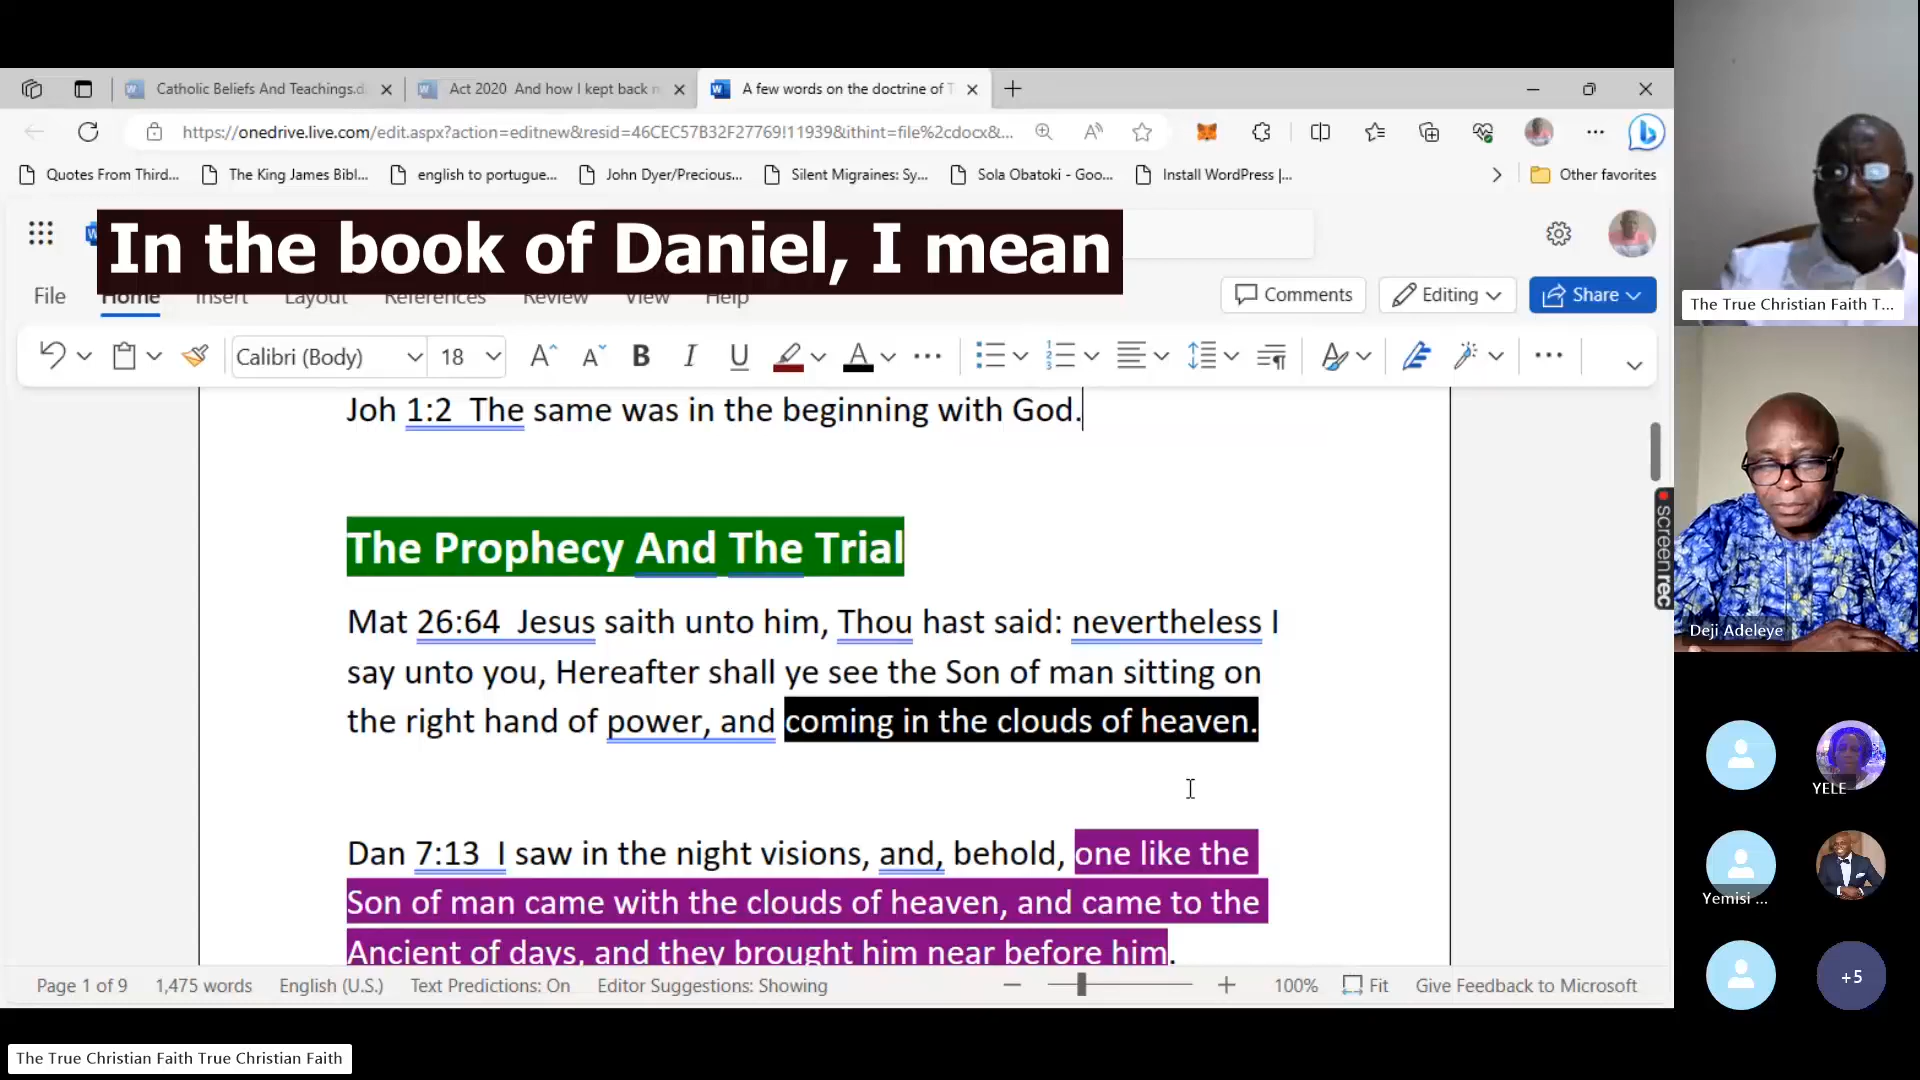 Catholic Beliefs And Teachings.d
Act 2020 And how I kept back
A few words on the doctrine of T
https://onedrive.live.com/edit.aspx?action=editnew&resid=46CEC57B32F27769!11939&ithint=file%2cdocx&...
Quotes From Third...
The King James Bibl...
english to portugue...
John Dyer/Precious...
Silent Migraines: Sy...
Sola Obatoki - Goo...
Install WordPress |...
Other favorites
In the book of Daniel, I mean
File
Home
Insert
Layout
References
Review
View
Help
Comments
Editing
Share
Calibri (Body)
18
Joh 1:2 The same was in the beginning with God.
The Prophecy And The Trial
Mat 26:64 Jesus saith unto him, Thou hast said: nevertheless I
say unto you, Hereafter shall ye see the Son of man sitting on
the right hand of power, and coming in the clouds of heaven.
Dan 7:13 I saw in the night visions, and, behold, one like the
Son of man came with the clouds of heaven, and came to the
Ancient of days, and they brought him near before him.
Page 1 of 9
1,475 words
English (U.S.)
Text Predictions: On
Editor Suggestions: Showing
100%
Fit
Give Feedback to Microsoft
The True Christian Faith T...
screenrec
Deji Adeleye
YELE
Yemisi ...
+5
The True Christian Faith True Christian Faith